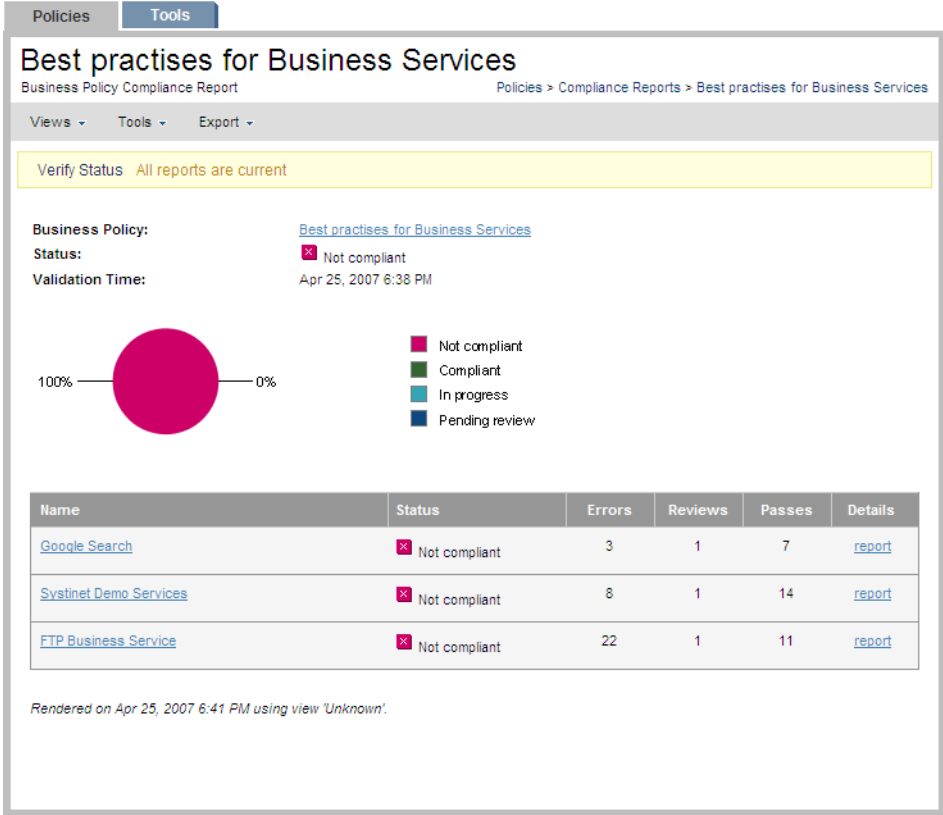 Policies Tools
Best practises for Business Services
Business Policy Compliance Report Policies > Compliance Reports > Best practises for Business Services
Views Tools Export
Verify Status All reports are current
Business Policy: Best practises for Business Services
Status: Not compliant
Validation Time: Apr 25, 2007 6:38 PM
Not compliant
Compliant
100% 0%
In progress
Pending review
Name Status Errors Reviews Passes Details
Google Search Not compliant 3 1 7 report
Systinet Demo Services Not compliant 8 1 14 report
FTP Business Service Not compliant 22 1 11 report
Rendered on Apr 25, 2007 6:41 PM using view 'Unknown'.